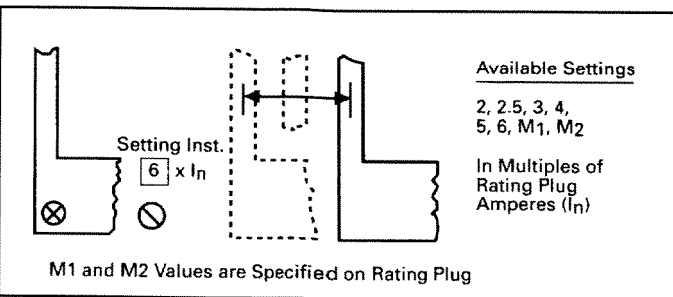 Setting Inst.
6 x In
Available Settings
2, 2.5, 3, 4,
5, 6, M1, M2
In Multiples of
Rating Plug
Amperes (In)
M1 and M2 Values are Specified on Rating Plug